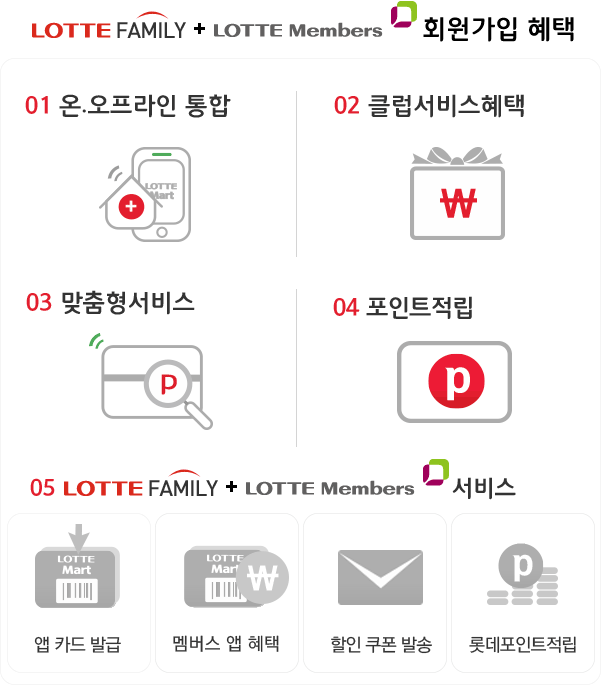 LOTTE FAMILY + LOTTE Members 회원가입 혜택
01 온.오프라인 통합
02 클럽서비스혜택
LOTTE
Mart
₩
03 맞춤형서비스
04 포인트적립
P
p
05 LOTTE FAMILY + LOTTE Members 서비스
LOTTE
Mart
LOTTE
Mart
₩
p
앱 카드 발급
멤버스 앱 혜택
할인 쿠폰 발송
롯데포인트적립